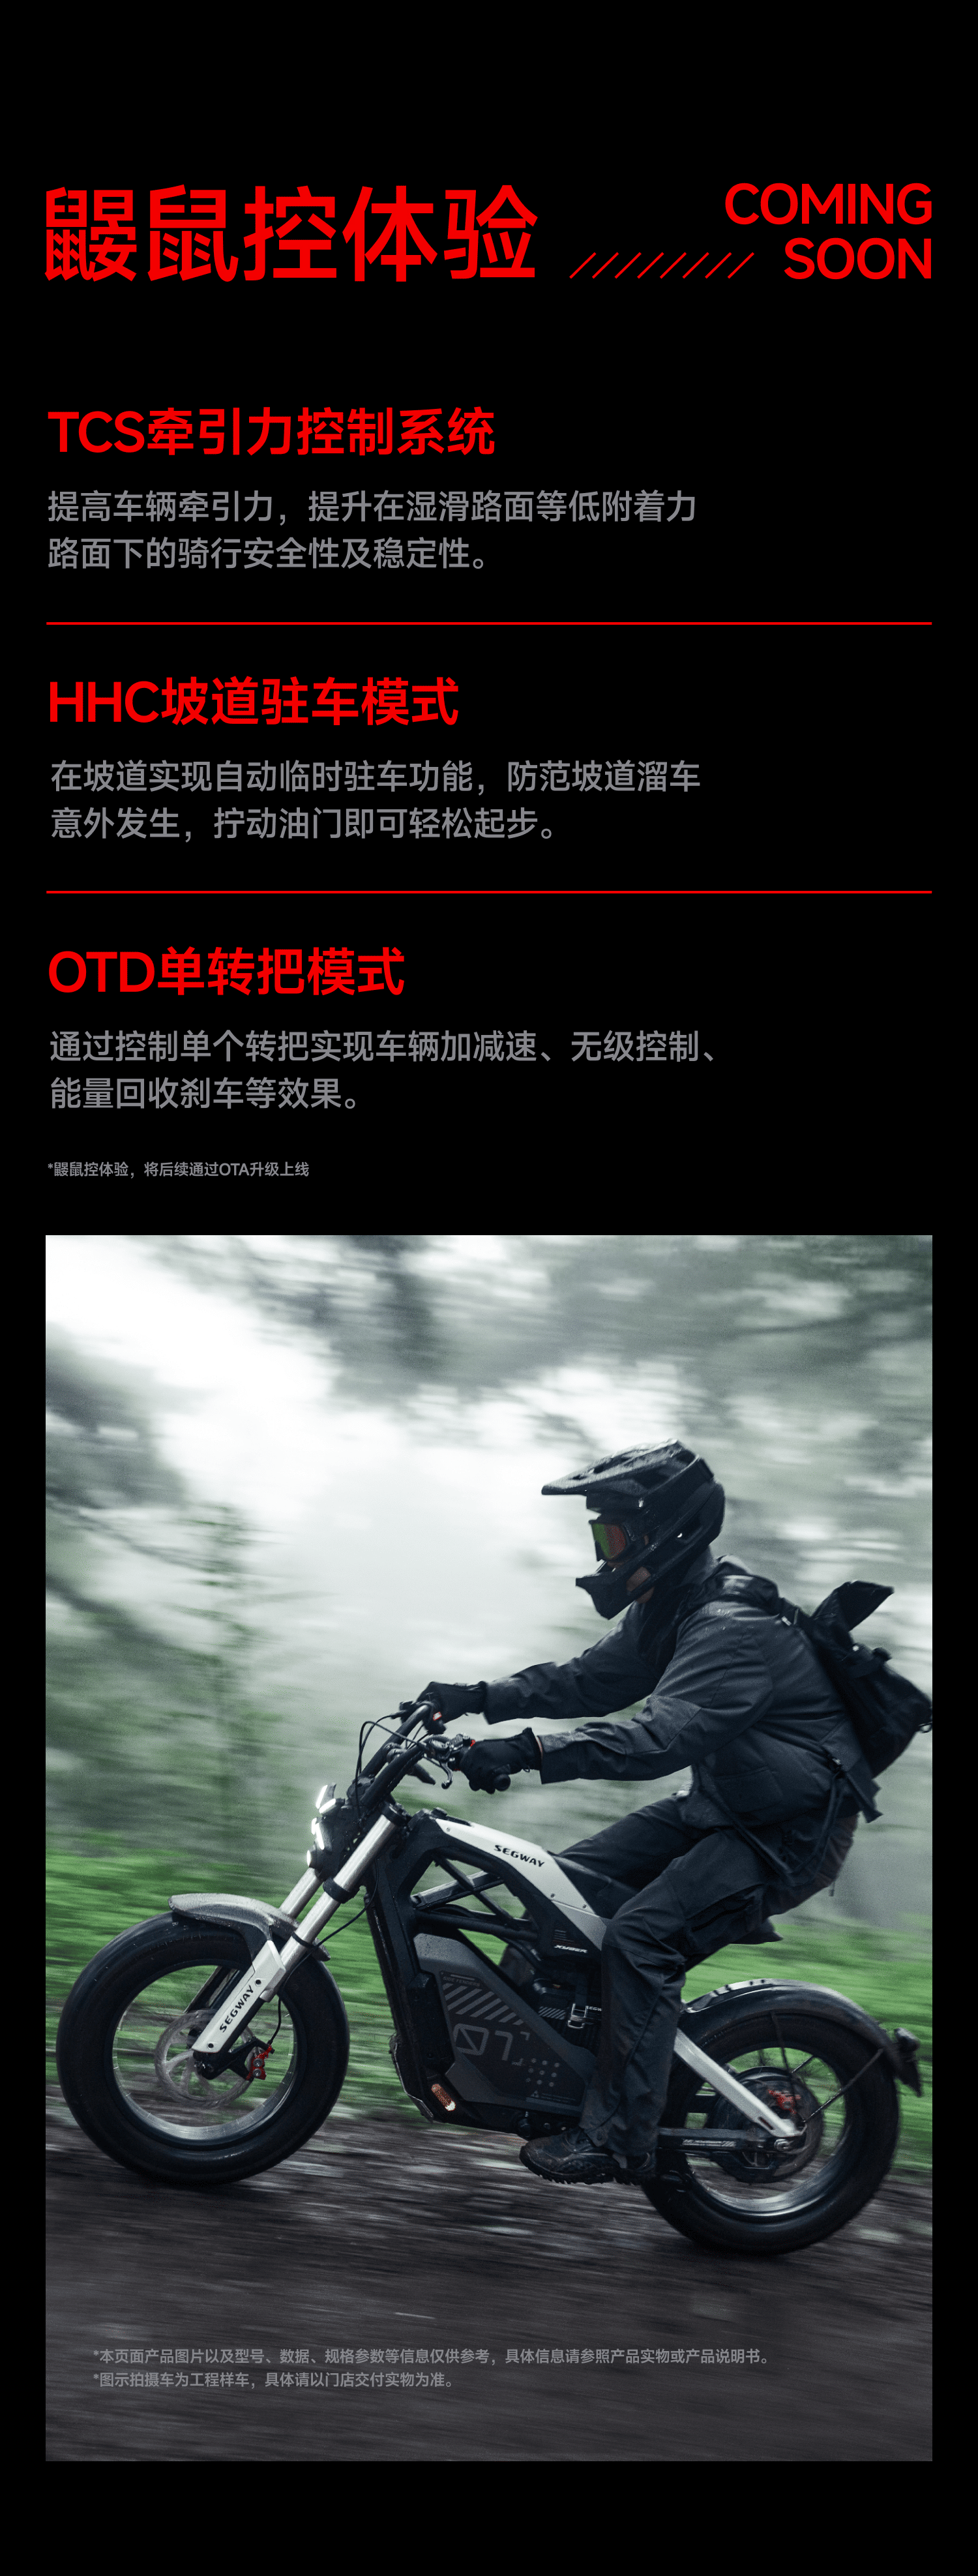 鼹鼠控体验
COMING
SOON
TCS牵引力控制系统
提高车辆牵引力，提升在湿滑路面等低附着力
路面下的骑行安全性及稳定性。
HHC坡道驻车模式
在坡道实现自动临时驻车功能，防范坡道溜车
意外发生，拧动油门即可轻松起步。
OTD单转把模式
通过控制单个转把实现车辆加减速、无级控制、
能量回收刹车等效果。
*鼹鼠控体验，将后续通过OTA升级上线
SEGWAY
XYBER
SEGWAY
07
*本页面产品图片以及型号、数据、规格参数等信息仅供参考，具体信息请参照产品实物或产品说明书。
*图示拍摄车为工程样车，具体请以门店交付实物为准。